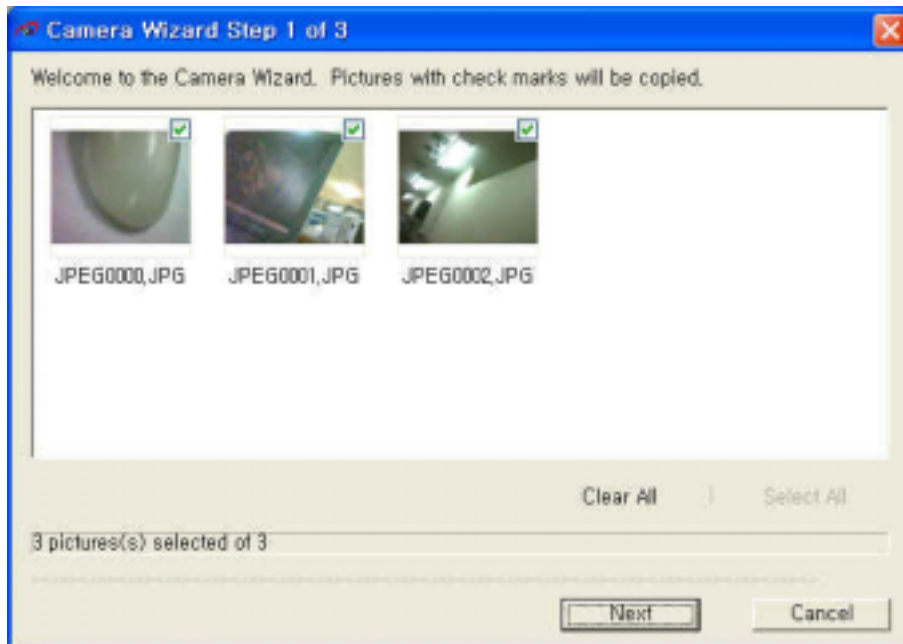 Camera Wizard Step 1 of 3
Welcome to the Camera Wizard. Pictures with check marks will be copied.
JPEG0000,JPG JPEG0001,JPG JPEG0002,JPG
Clear All | Select All
3 pictures(s) selected of 3
Next Cancel